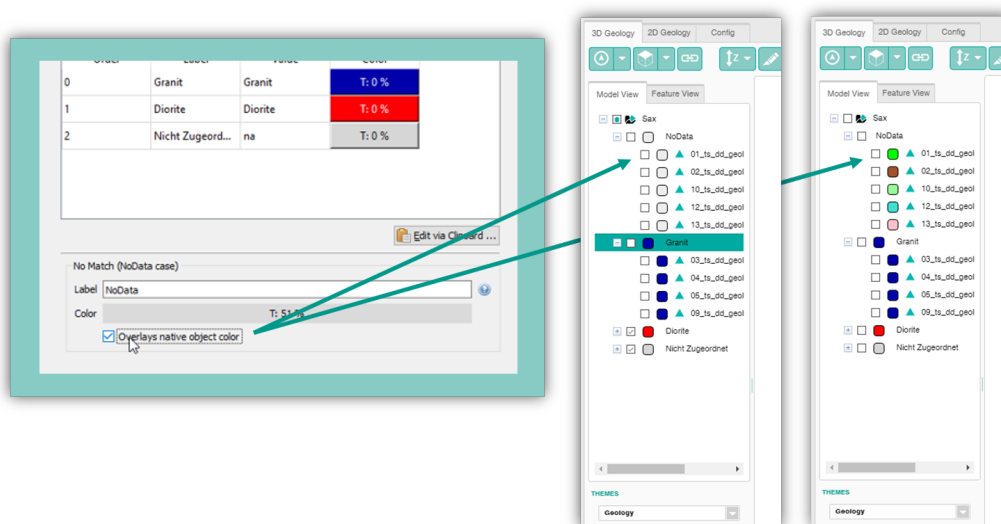 Order Label Value Color
0 Granit Granit T: 0 %
1 Diorite Diorite T: 0 %
2 Nicht Zugeord... na T: 0 %
Edit via Clipboard ...
No Match (NoData case)
Label NoData
Color T: 51 %
Overlays native object color
3D Geology 2D Geology Config
Z
Model View Feature View
Sax
NoData
01_ts_dd_geol
02_ts_dd_geol
10_ts_dd_geol
12_ts_dd_geol
13_ts_dd_geol
Granit
03_ts_dd_geol
04_ts_dd_geol
05_ts_dd_geol
09_ts_dd_geol
Diorite
Nicht Zugeordnet
THEMES
Geology
3D Geology 2D Geology Config
Z
Model View Feature View
Sax
NoData
01_ts_dd_geol
02_ts_dd_geol
10_ts_dd_geol
12_ts_dd_geol
13_ts_dd_geol
Granit
03_ts_dd_geol
04_ts_dd_geol
05_ts_dd_geol
09_ts_dd_geol
Diorite
Nicht Zugeordnet
THEMES
Geology